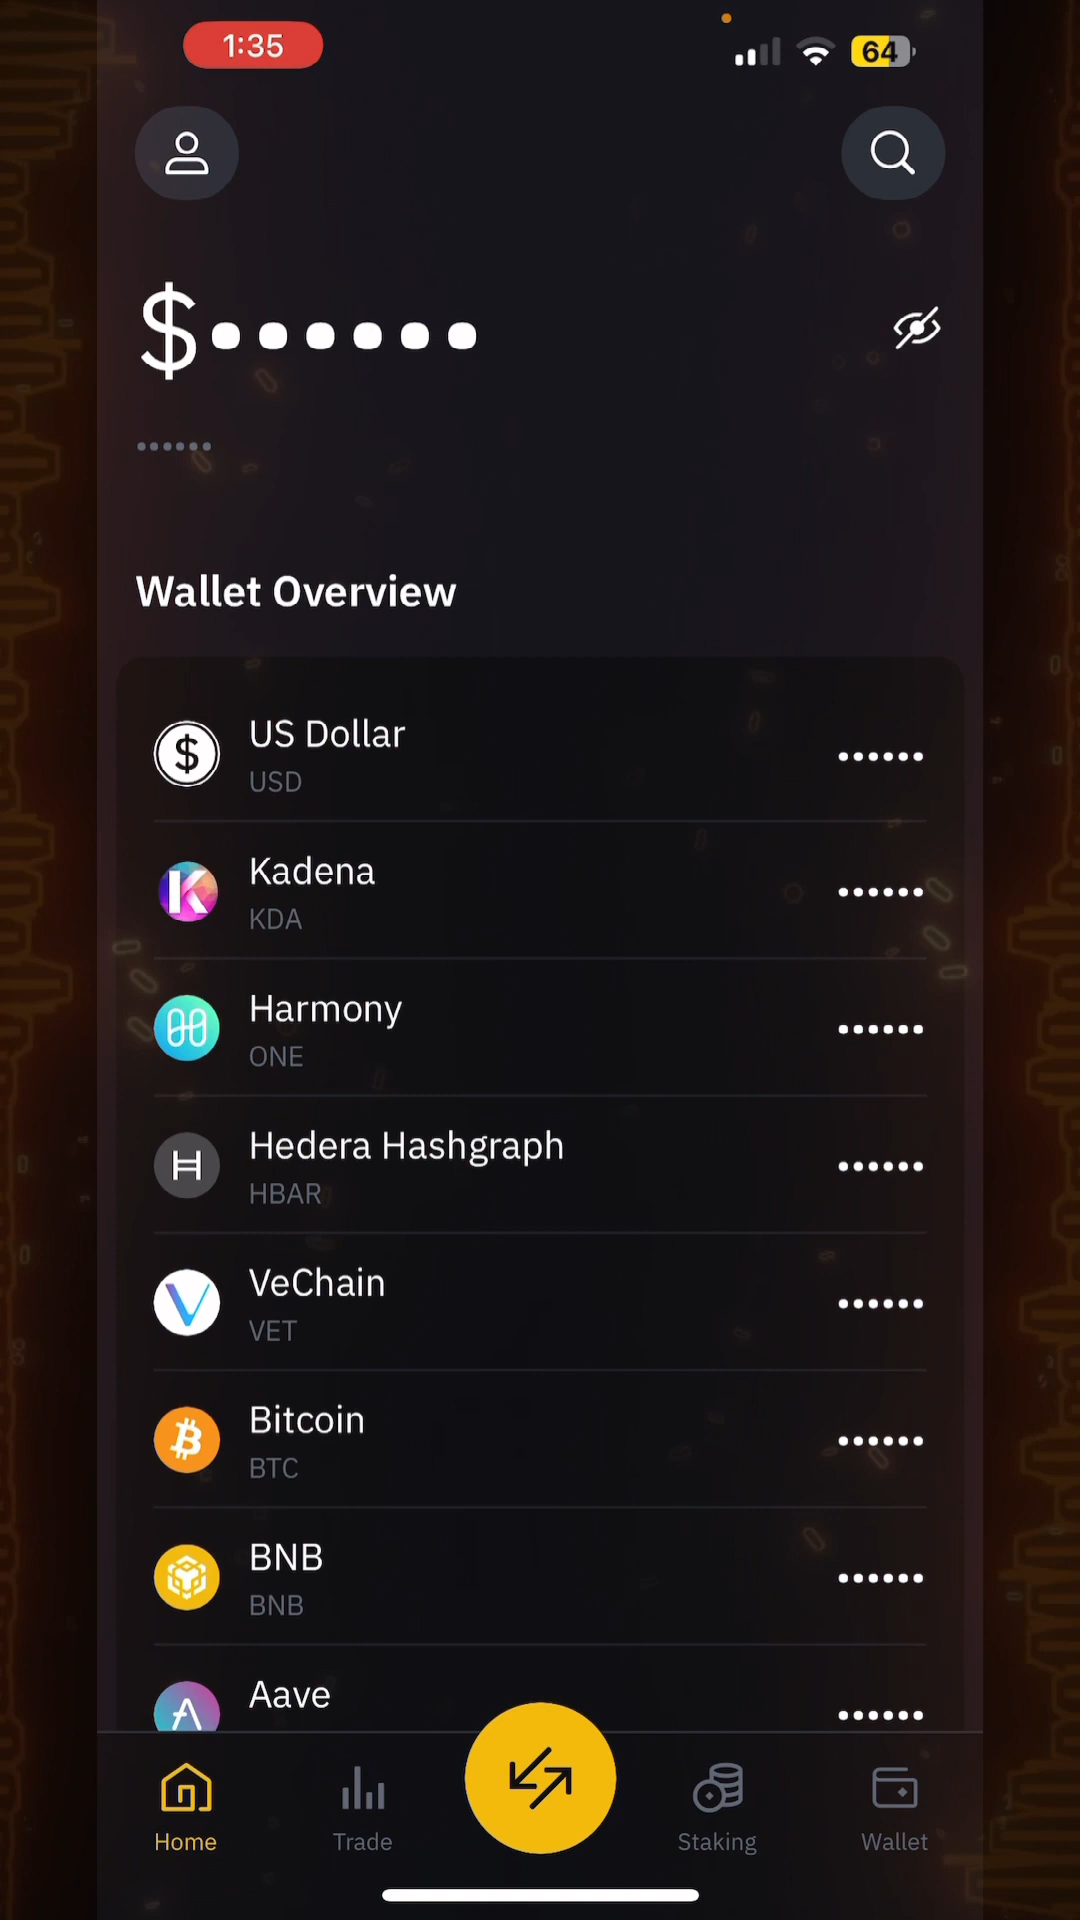 1:35
64
$••••••
••••••
Wallet Overview
US Dollar
USD
••••••
Kadena
KDA
••••••
Harmony
ONE
••••••
Hedera Hashgraph
HBAR
••••••
VeChain
VET
••••••
Bitcoin
BTC
••••••
BNB
BNB
••••••
Aave
••••••
Home
Trade
Staking
Wallet